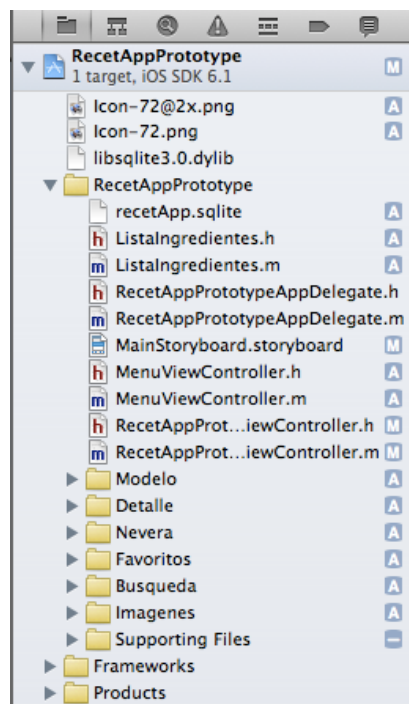 RecetAppPrototype M
1 target, iOS SDK 6.1
Icon-72@2x.png A
Icon-72.png A
libsqlite3.0.dylib
RecetAppPrototype
recetApp.sqlite A
h ListaIngredientes.h A
m ListaIngredientes.m A
h RecetAppPrototypeAppDelegate.h
m RecetAppPrototypeAppDelegate.m
MainStoryboard.storyboard M
h MenuViewController.h A
m MenuViewController.m A
h RecetAppProt...iewController.h M
m RecetAppProt...iewController.m M
Modelo A
Detalle A
Nevera A
Favoritos A
Busqueda A
Imagenes A
Supporting Files –
Frameworks
Products